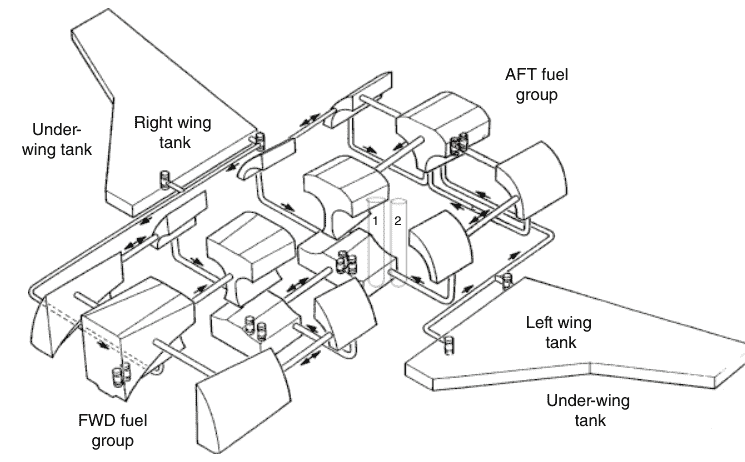 AFT fuel
group
Right wing
tank
Under-
wing tank
1
2
Left wing
tank
Under-wing
tank
FWD fuel
group